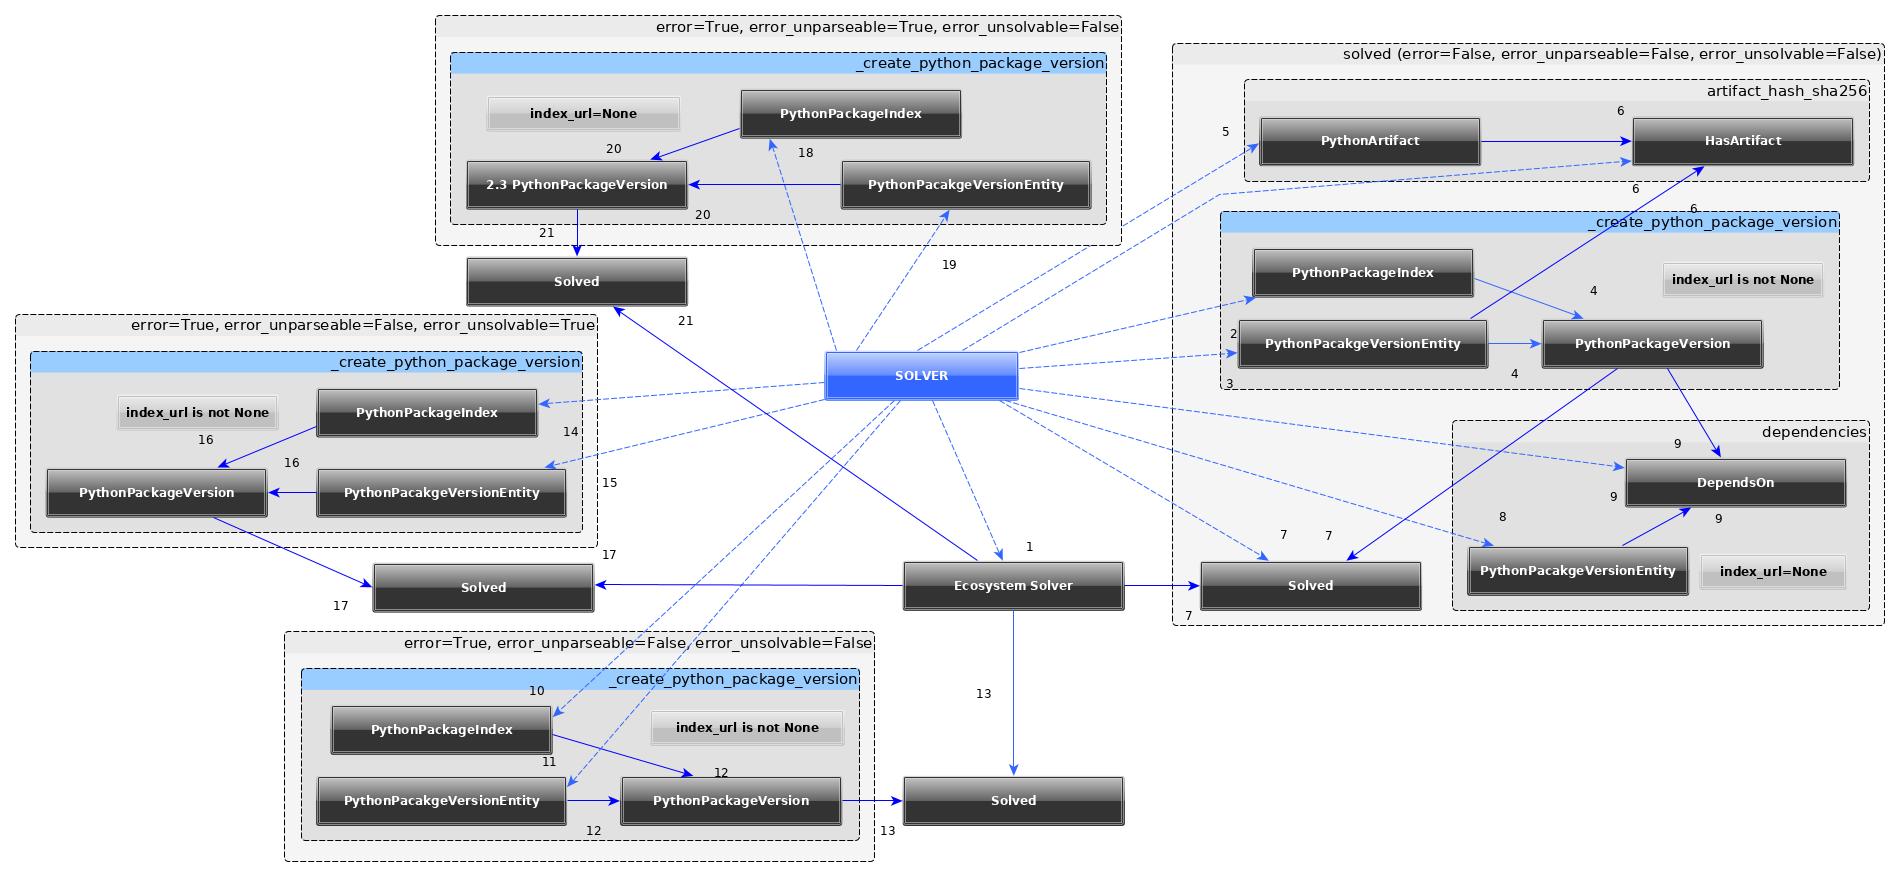 error=True, error_unparseable=True, error_unsolvable=False
_create_python_package_version
index_url=None
PythonPackageIndex
20
18
2.3 PythonPackageVersion
PythonPacakgeVersionEntity
20
21
19
Solved
21
solved (error=False, error_unparseable=False, error_unsolvable=False)
artifact_hash_sha256
5
6
PythonArtifact
HasArtifact
6
6
_create_python_package_version
PythonPackageIndex
index_url is not None
4
2
PythonPacakgeVersionEntity
PythonPackageVersion
3
4
dependencies
9
DependsOn
9
8
9
PythonPacakgeVersionEntity
index_url=None
7
7
Solved
7
error=True, error_unparseable=False, error_unsolvable=True
_create_python_package_version
index_url is not None
PythonPackageIndex
16
14
16
PythonPackageVersion
PythonPacakgeVersionEntity
15
17
Solved
17
SOLVER
1
Ecosystem Solver
13
error=True, error_unparseable=False, error_unsolvable=False
_create_python_package_version
10
PythonPackageIndex
index_url is not None
11
12
PythonPacakgeVersionEntity
PythonPackageVersion
12
13
Solved